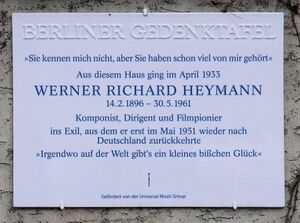 BERLINER GEDENKTAFEL
»Sie kennen mich nicht, aber Sie haben schon viel von mir gehört«
Aus diesem Haus ging im April 1933
WERNER RICHARD HEYMANN
14.2.1896 – 30.5.1961
Komponist, Dirigent und Filmpionier
ins Exil, aus dem er erst im Mai 1951 wieder nach
Deutschland zurückkehrte
»Irgendwo auf der Welt gibt's ein kleines bißchen Glück«
Gefördert von der Universal Music Group